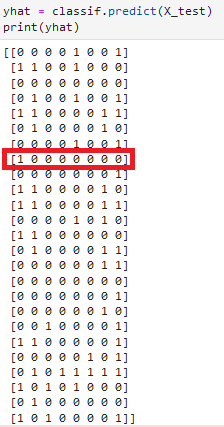 yhat = classif.predict(X_test)
print(yhat)
[[0 0 0 0 1 0 0 1]
[1 1 0 0 1 0 0 0]
[0 0 0 0 0 0 0 0]
[0 1 0 0 1 0 0 1]
[1 1 0 0 0 0 1 1]
[0 1 0 0 0 0 1 0]
[0 0 0 0 1 0 0 1]
[1 0 0 0 0 0 0 0]
[0 0 0 0 0 0 0 1]
[1 1 0 0 0 0 1 0]
[1 1 0 0 0 0 1 1]
[0 0 0 0 1 0 1 0]
[1 1 0 0 0 0 0 0]
[0 1 0 0 0 0 1 1]
[0 0 0 0 0 0 1 1]
[0 0 0 0 0 0 0 0]
[0 0 0 0 0 0 0 1]
[0 0 0 0 0 0 1 0]
[0 0 1 0 0 0 0 1]
[1 1 0 0 0 0 0 1]
[0 0 0 0 0 1 0 1]
[0 1 0 1 1 1 1 1]
[1 0 1 0 1 0 0 0]
[0 1 0 0 0 0 0 0]
[1 0 1 0 0 0 0 1]]